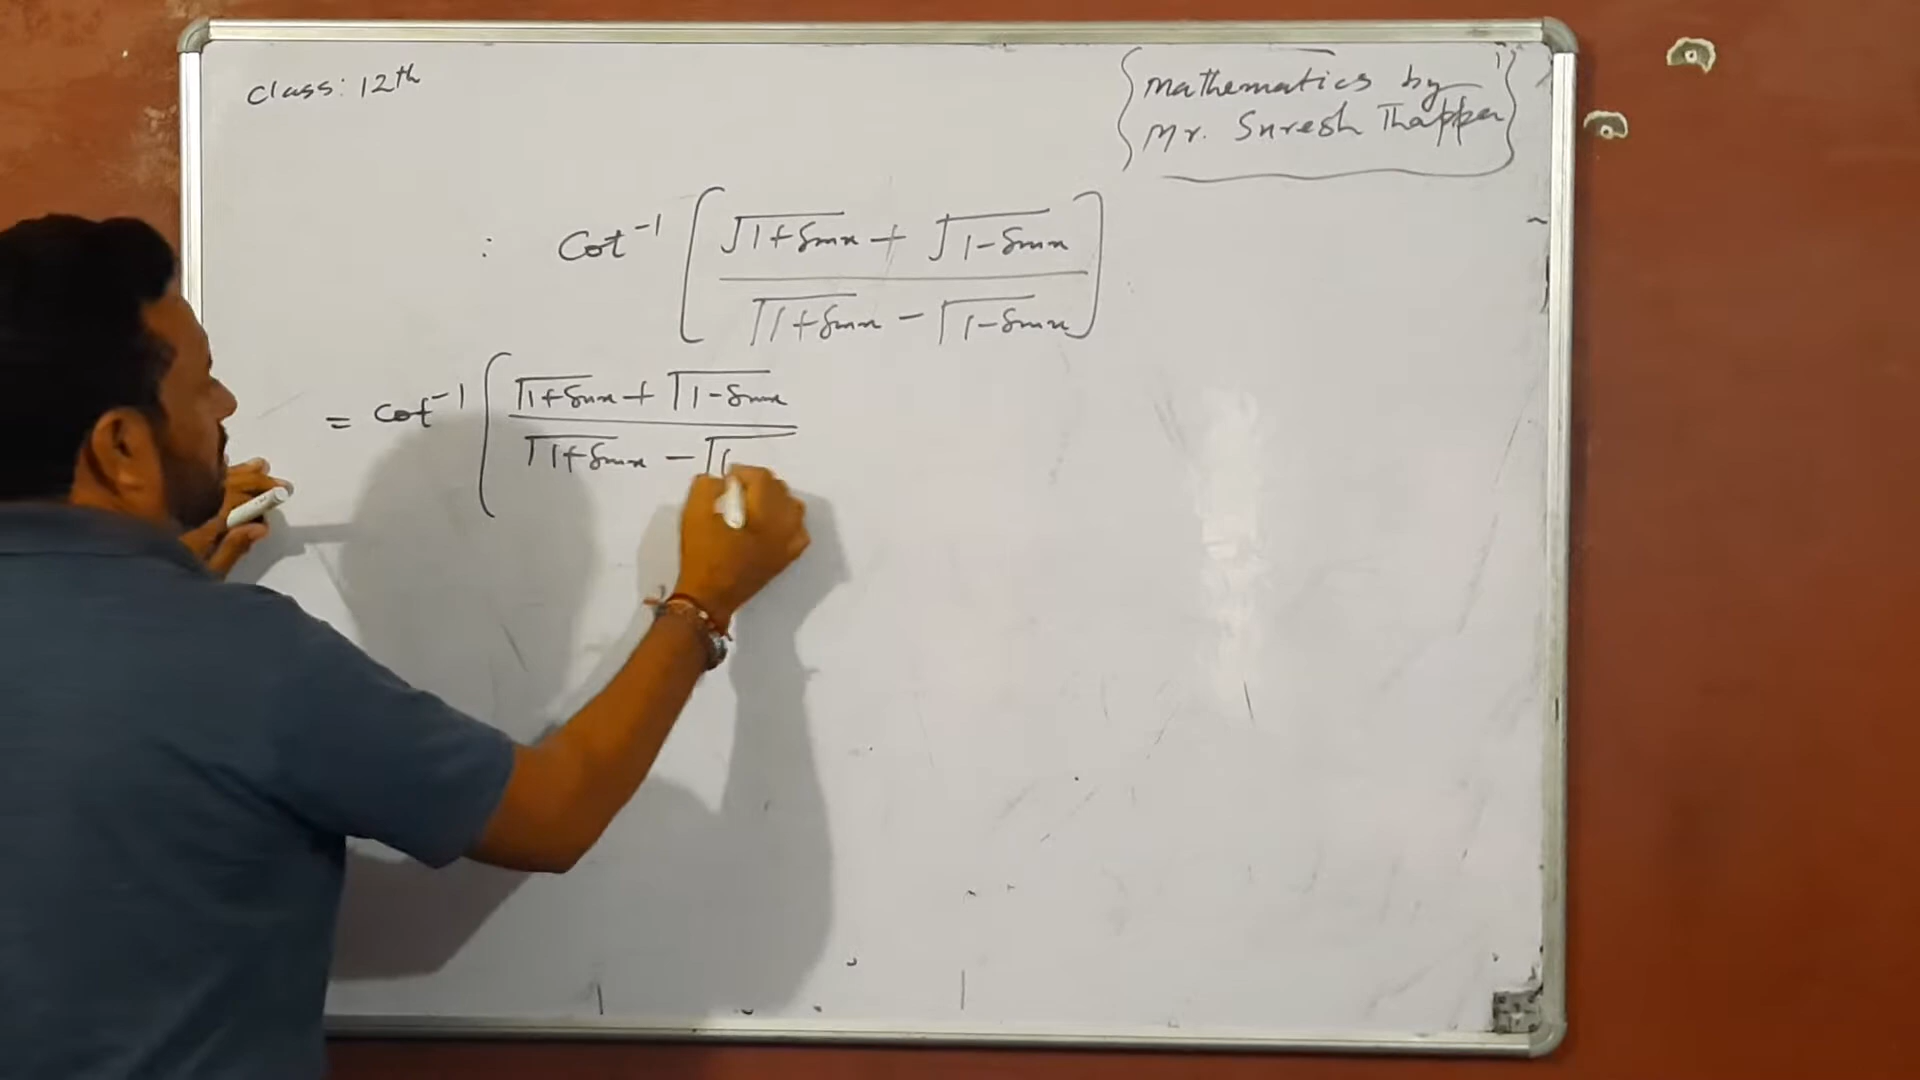 class: 12th
{mathematics by
Mr. Suresh Thapper}
: Cot⁻¹ [ (√1+Sinx + √1-Sinx) / (√1+Sinx - √1-Sinx) ]
= Cot⁻¹ [ (√1+Sinx + √1-Sinx) / (√1+Sinx - √1